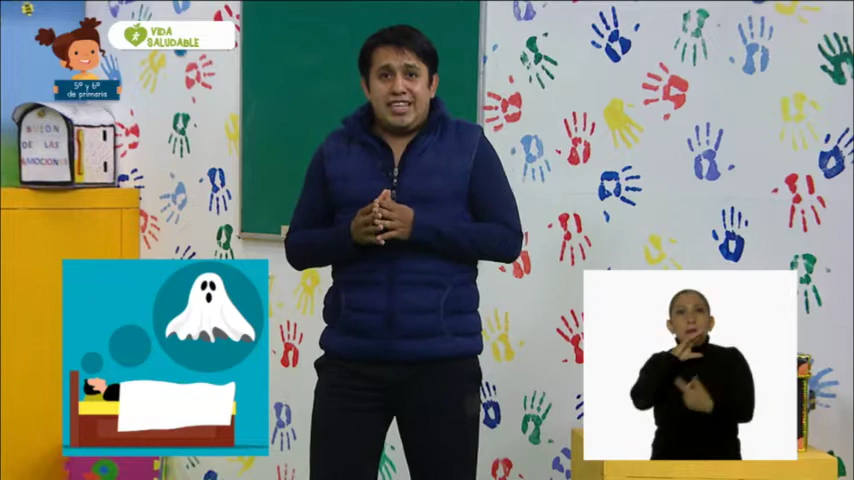 VIDA
SALUDABLE
5º y 6º
de primaria
BUZÓN
DE LAS
EMOCIONES